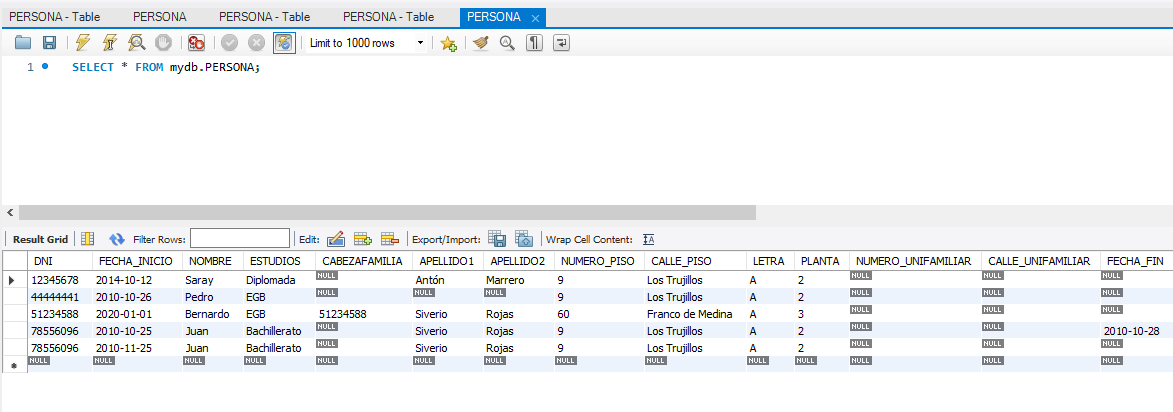 PERSONA - Table PERSONA PERSONA - Table PERSONA - Table PERSONA ×
Limit to 1000 rows
1 SELECT * FROM mydb.PERSONA;
Result Grid Filter Rows: Edit: Export/Import: Wrap Cell Content: IA
DNI FECHA_INICIO NOMBRE ESTUDIOS CABEZAFAMILIA APELLIDO1 APELLIDO2 NUMERO_PISO CALLE_PISO LETRA PLANTA NUMERO_UNIFAMILIAR CALLE_UNIFAMILIAR FECHA_FIN
12345678 2014-10-12 Saray Diplomada NULL Antón Marrero 9 Los Trujillos A 2 NULL NULL NULL
44444441 2010-10-26 Pedro EGB NULL NULL NULL 9 Los Trujillos A 2 NULL NULL NULL
51234588 2020-01-01 Bernardo EGB 51234588 Siverio Rojas 60 Franco de Medina A 3 NULL NULL NULL
78556096 2010-10-25 Juan Bachillerato NULL Siverio Rojas 9 Los Trujillos A 2 NULL NULL 2010-10-28
78556096 2010-11-25 Juan Bachillerato NULL Siverio Rojas 9 Los Trujillos A 2 NULL NULL NULL
NULL NULL NULL NULL NULL NULL NULL NULL NULL NULL NULL NULL NULL NULL